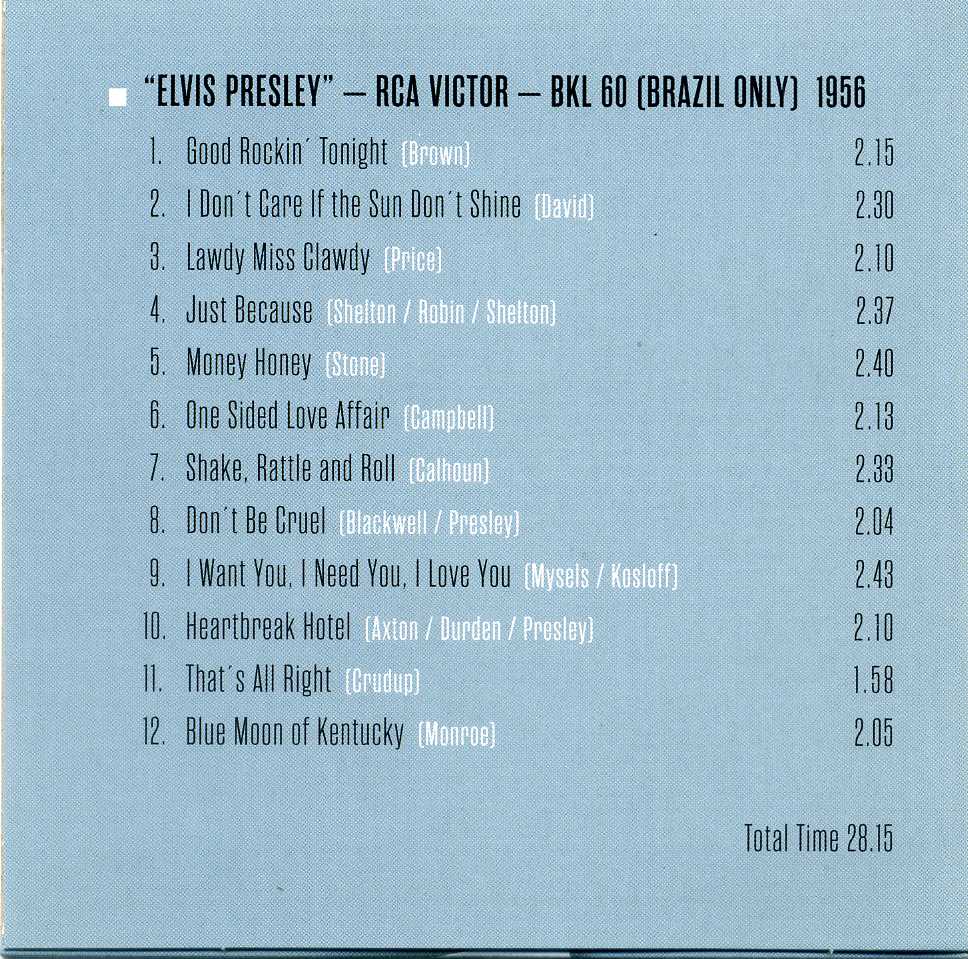 “ELVIS PRESLEY” – RCA VICTOR – BKL 60 (BRAZIL ONLY) 1956
1. Good Rockin´ Tonight (Brown) 2.15
2. I Don´t Care If the Sun Don´t Shine (David) 2.30
3. Lawdy Miss Clawdy (Price) 2.10
4. Just Because (Shelton / Robin / Shelton) 2.37
5. Money Honey (Stone) 2.40
6. One Sided Love Affair (Campbell) 2.13
7. Shake, Rattle and Roll (Calhoun) 2.33
8. Don´t Be Cruel (Blackwell / Presley) 2.04
9. I Want You, I Need You, I Love You (Mysels / Kosloff) 2.43
10. Heartbreak Hotel (Axton / Durden / Presley) 2.10
11. That´s All Right (Crudup) 1.58
12. Blue Moon of Kentucky (Monroe) 2.05
Total Time 28.15